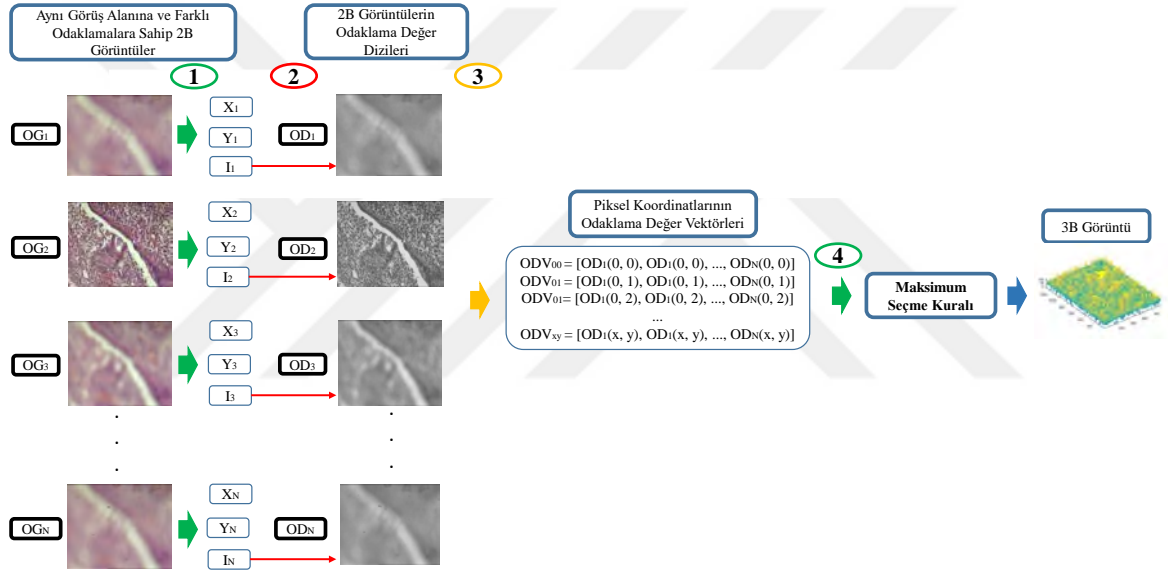 Aynı Görüş Alanına ve Farklı
Odaklamalara Sahip 2B
Görüntüler
2B Görüntülerin
Odaklama Değer
Dizileri
1
2
3
OG1
X1
Y1
I1
OD1
OG2
X2
Y2
I2
OD2
OG3
X3
Y3
I3
OD3
.
.
.
.
.
.
OGN
XN
YN
IN
ODN
Piksel Koordinatlarının
Odaklama Değer Vektörleri
ODV00 = [OD1(0, 0), OD1(0, 0), ..., ODN(0, 0)]
ODV01 = [OD1(0, 1), OD1(0, 1), ..., ODN(0, 1)]
ODV01= [OD1(0, 2), OD1(0, 2), ..., ODN(0, 2)]
...
ODVxy = [OD1(x, y), OD1(x, y), ..., ODN(x, y)]
4
Maksimum
Seçme Kuralı
3B Görüntü